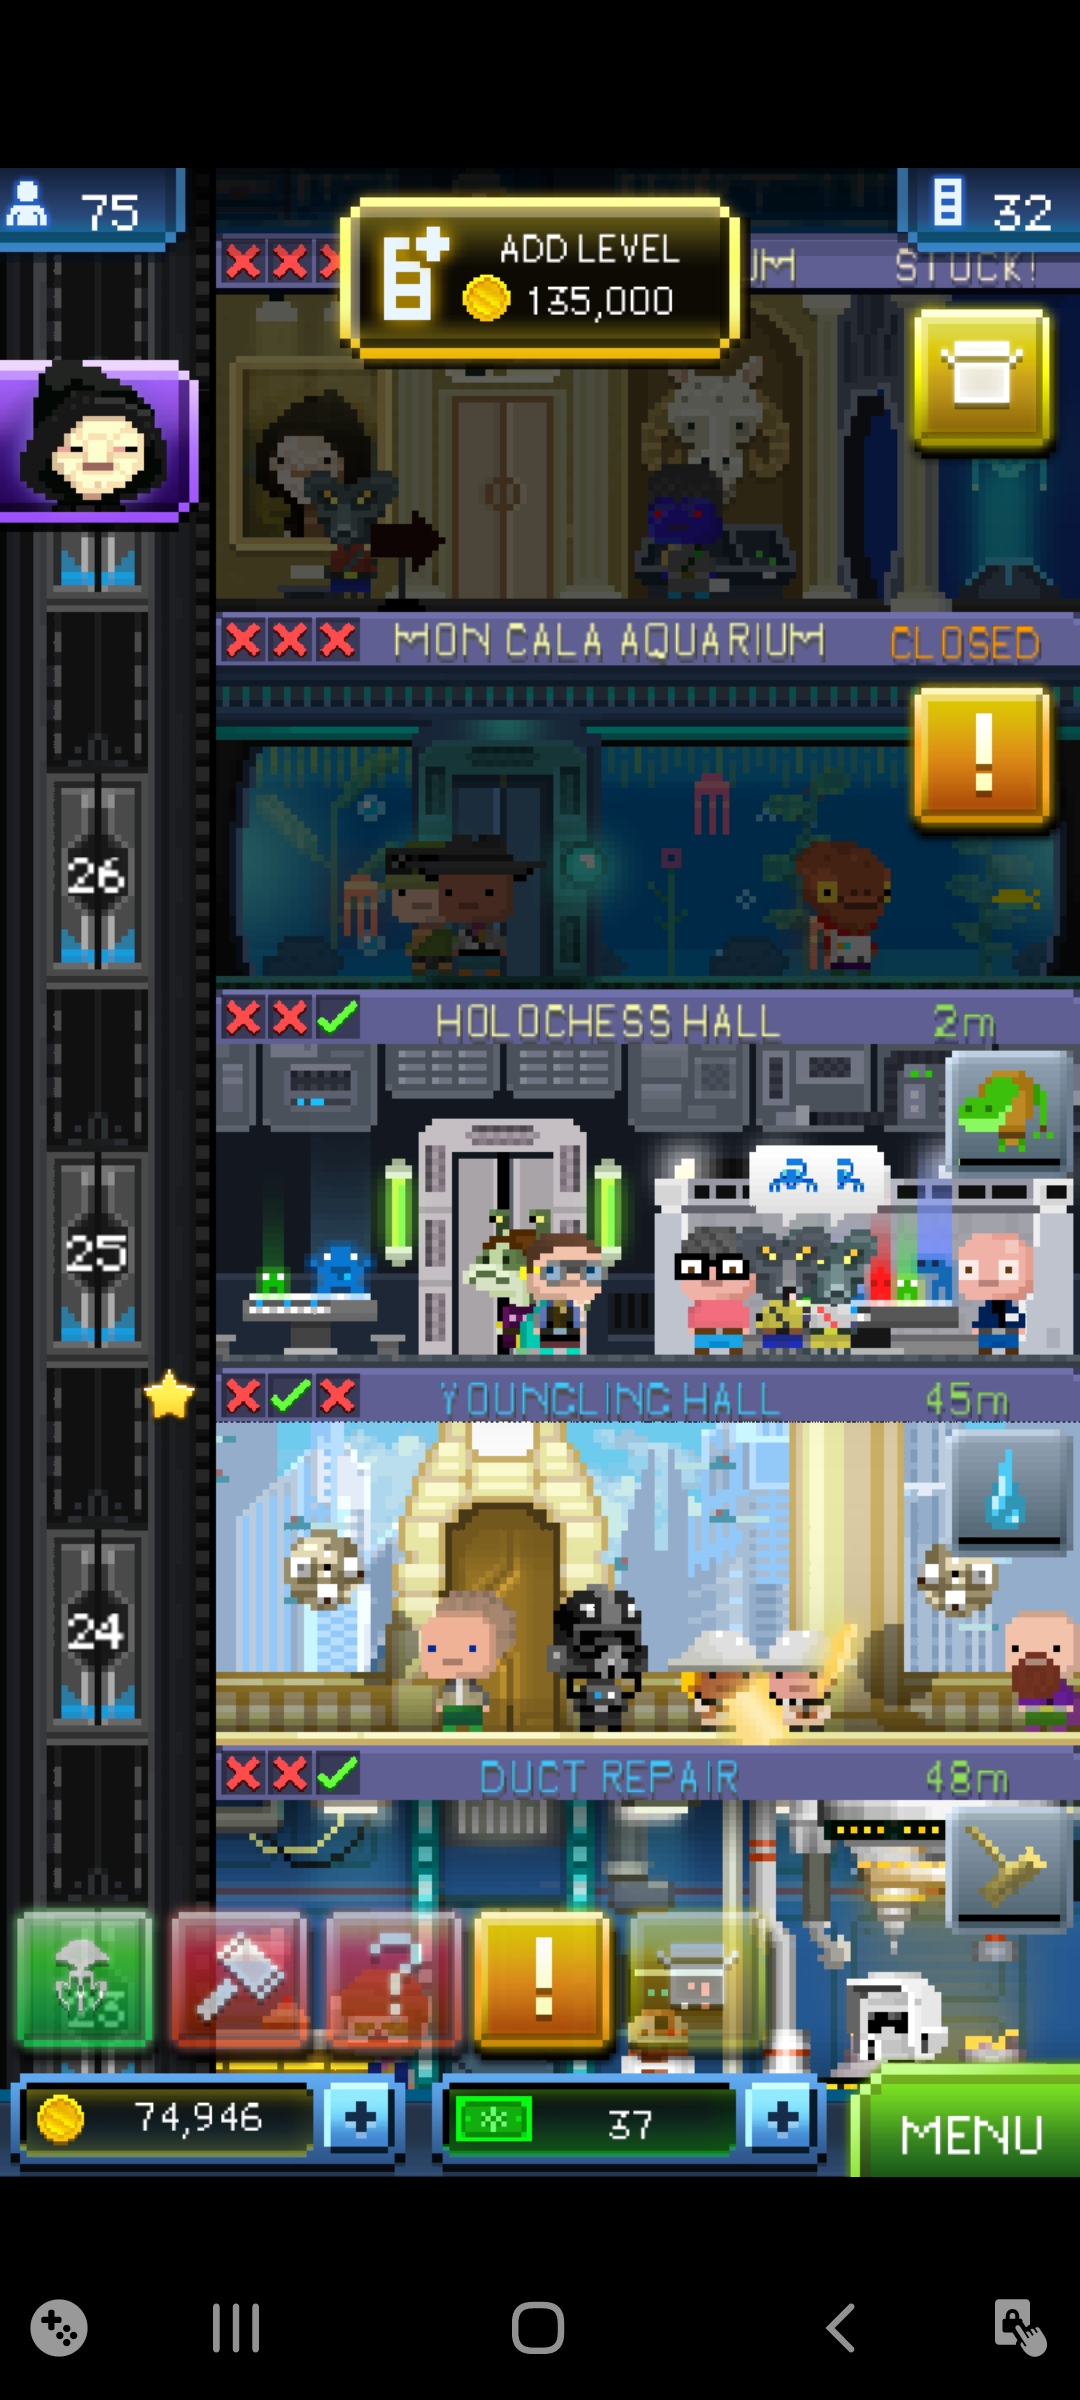 75
32
ADD LEVEL
135,000
UM
STUCK!
MON CALA AQUARIUM
CLOSED
26
HOLOCHESS HALL
2m
25
YOUNGLING HALL
45m
24
DUCT REPAIR
48m
23
74,946
37
MENU